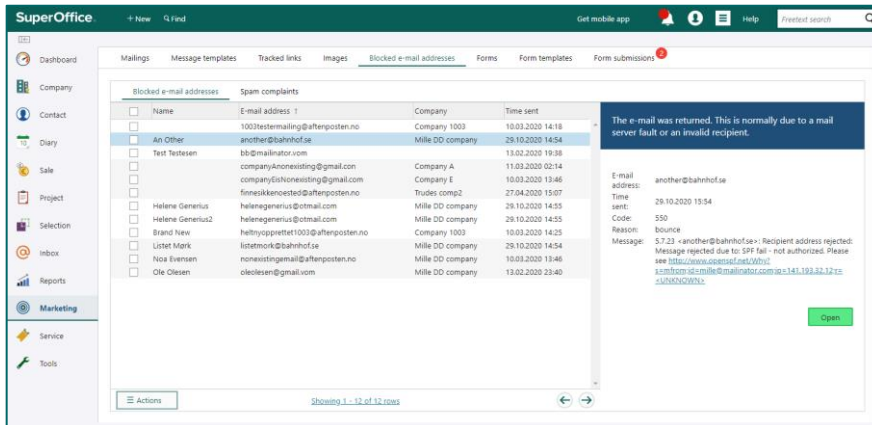 SuperOffice. + New Find Get mobile app Help Freetext search
Dashboard
Company
Contact
Diary
Sale
Project
Selection
Inbox
Reports
Marketing
Service
Tools
Mailings Message templates Tracked links Images Blocked e-mail addresses Forms Form templates Form submissions 2
Blocked e-mail addresses Spam complaints
Name E-mail address ↑ Company Time sent
1003testermailing@aftenposten.no Company 1003 10.03.2020 14:18
An Other another@bahnhof.se Mille DD company 29.10.2020 14:54
Test Testesen bb@mailinator.vom 13.02.2020 19:38
companyAnonexisting@gmail.con Company A 11.03.2020 02:14
companyEisNonexisting@gmail.com Company E 10.03.2020 13:46
finnesikkenoested@aftenposten.no Trudes comp2 27.04.2020 15:07
Helene Generius helenegenerius@otmail.com Mille DD company 29.10.2020 14:55
Helene Generius2 helenegenerius@otmail.com Mille DD company 29.10.2020 14:55
Brand New heltnyopprettet1003@aftenposten.no Company 1003 10.03.2020 14:25
Listet Mørk listetmork@bahnhof.se Mille DD company 29.10.2020 14:54
Noa Evensen nonexistingemail@aftenposten.no Mille DD company 10.03.2020 13:46
Ole Olesen oleolesen@gmail.vom Mille DD company 13.02.2020 23:40
Actions Showing 1 - 12 of 12 rows
The e-mail was returned. This is normally due to a mail
server fault or an invalid recipient.
E-mail
address: another@bahnhof.se
Time
sent: 29.10.2020 15:54
Code: 550
Reason: bounce
Message: 5.7.23 <another@bahnhof.se>: Recipient address rejected:
Message rejected due to: SPF fail - not authorized. Please
see http://www.openspf.net/Why?
s=mfrom;id=mille@mailinator.com;ip=141.193.32.12;r=
<UNKNOWN>
Open